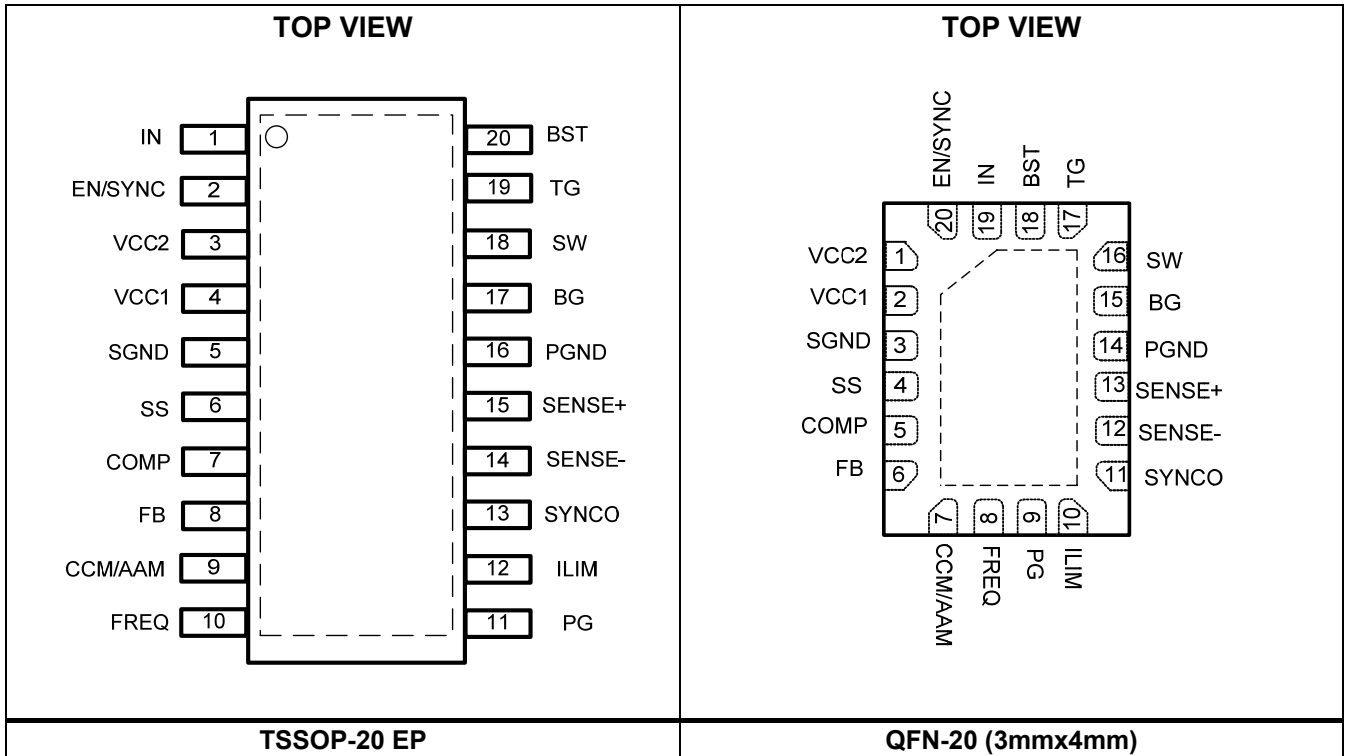 TOP VIEW
IN 1
EN/SYNC 2
VCC2 3
VCC1 4
SGND 5
SS 6
COMP 7
FB 8
CCM/AAM 9
FREQ 10
20 BST
19 TG
18 SW
17 BG
16 PGND
15 SENSE+
14 SENSE-
13 SYNCO
12 ILIM
11 PG
TSSOP-20 EP
TOP VIEW
EN/SYNC 20
IN 19
BST 18
TG 17
VCC2 1
VCC1 2
SGND 3
SS 4
COMP 5
FB 6
16 SW
15 BG
14 PGND
13 SENSE+
12 SENSE-
11 SYNCO
7 CCM/AAM
8 FREQ
9 PG
10 ILIM
QFN-20 (3mmx4mm)